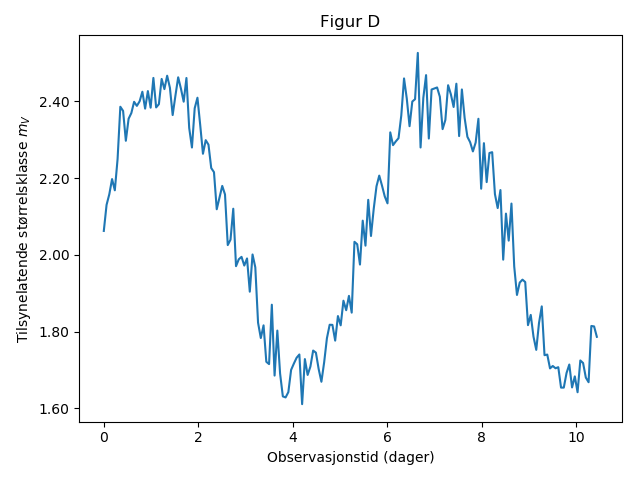 Figur D
Tilsynelatende størrelsesklasse m_V
2.40
2.20
2.00
1.80
1.60
0 2 4 6 8 10
Observasjonstid (dager)